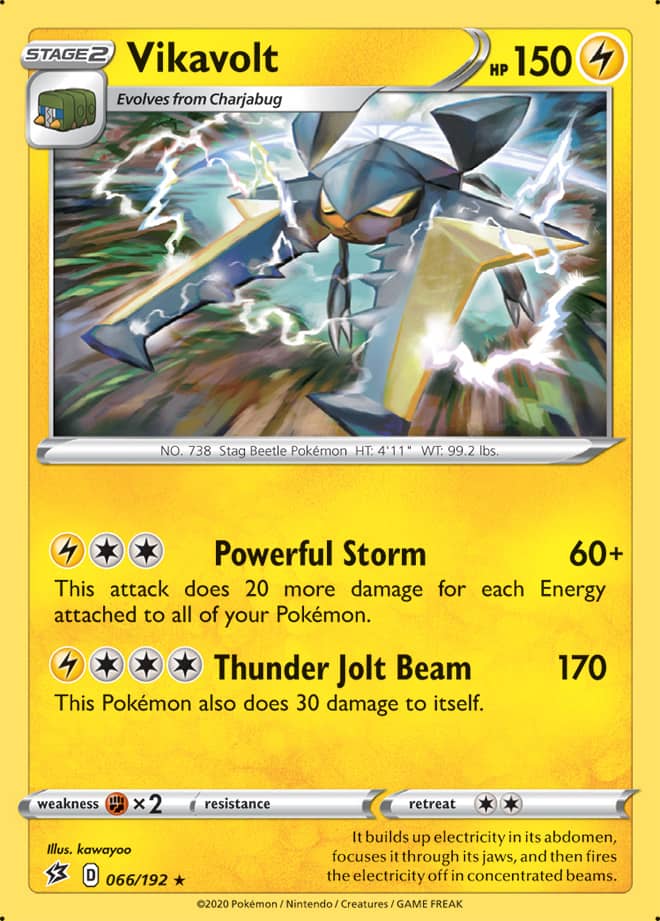 STAGE2
Vikavolt
HP 150
Evolves from Charjabug
NO. 738 Stag Beetle Pokémon HT: 4'11" WT: 99.2 lbs.
Powerful Storm 60+
This attack does 20 more damage for each Energy
attached to all of your Pokémon.
Thunder Jolt Beam 170
This Pokémon also does 30 damage to itself.
weakness ×2 resistance retreat
Illus. kawayoo
It builds up electricity in its abdomen,
focuses it through its jaws, and then fires
the electricity off in concentrated beams.
D 066/192 ★
©2020 Pokémon / Nintendo / Creatures / GAME FREAK